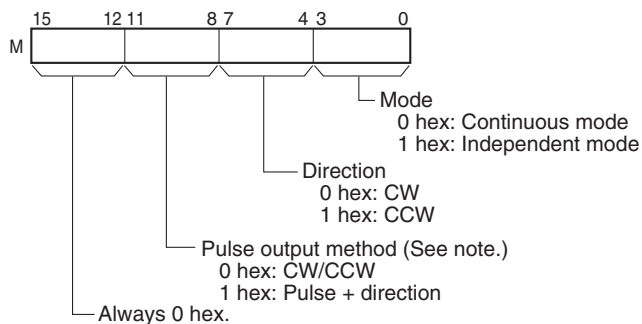 15 12 11 8 7 4 3 0
M
Mode
0 hex: Continuous mode
1 hex: Independent mode
Direction
0 hex: CW
1 hex: CCW
Pulse output method (See note.)
0 hex: CW/CCW
1 hex: Pulse + direction
Always 0 hex.